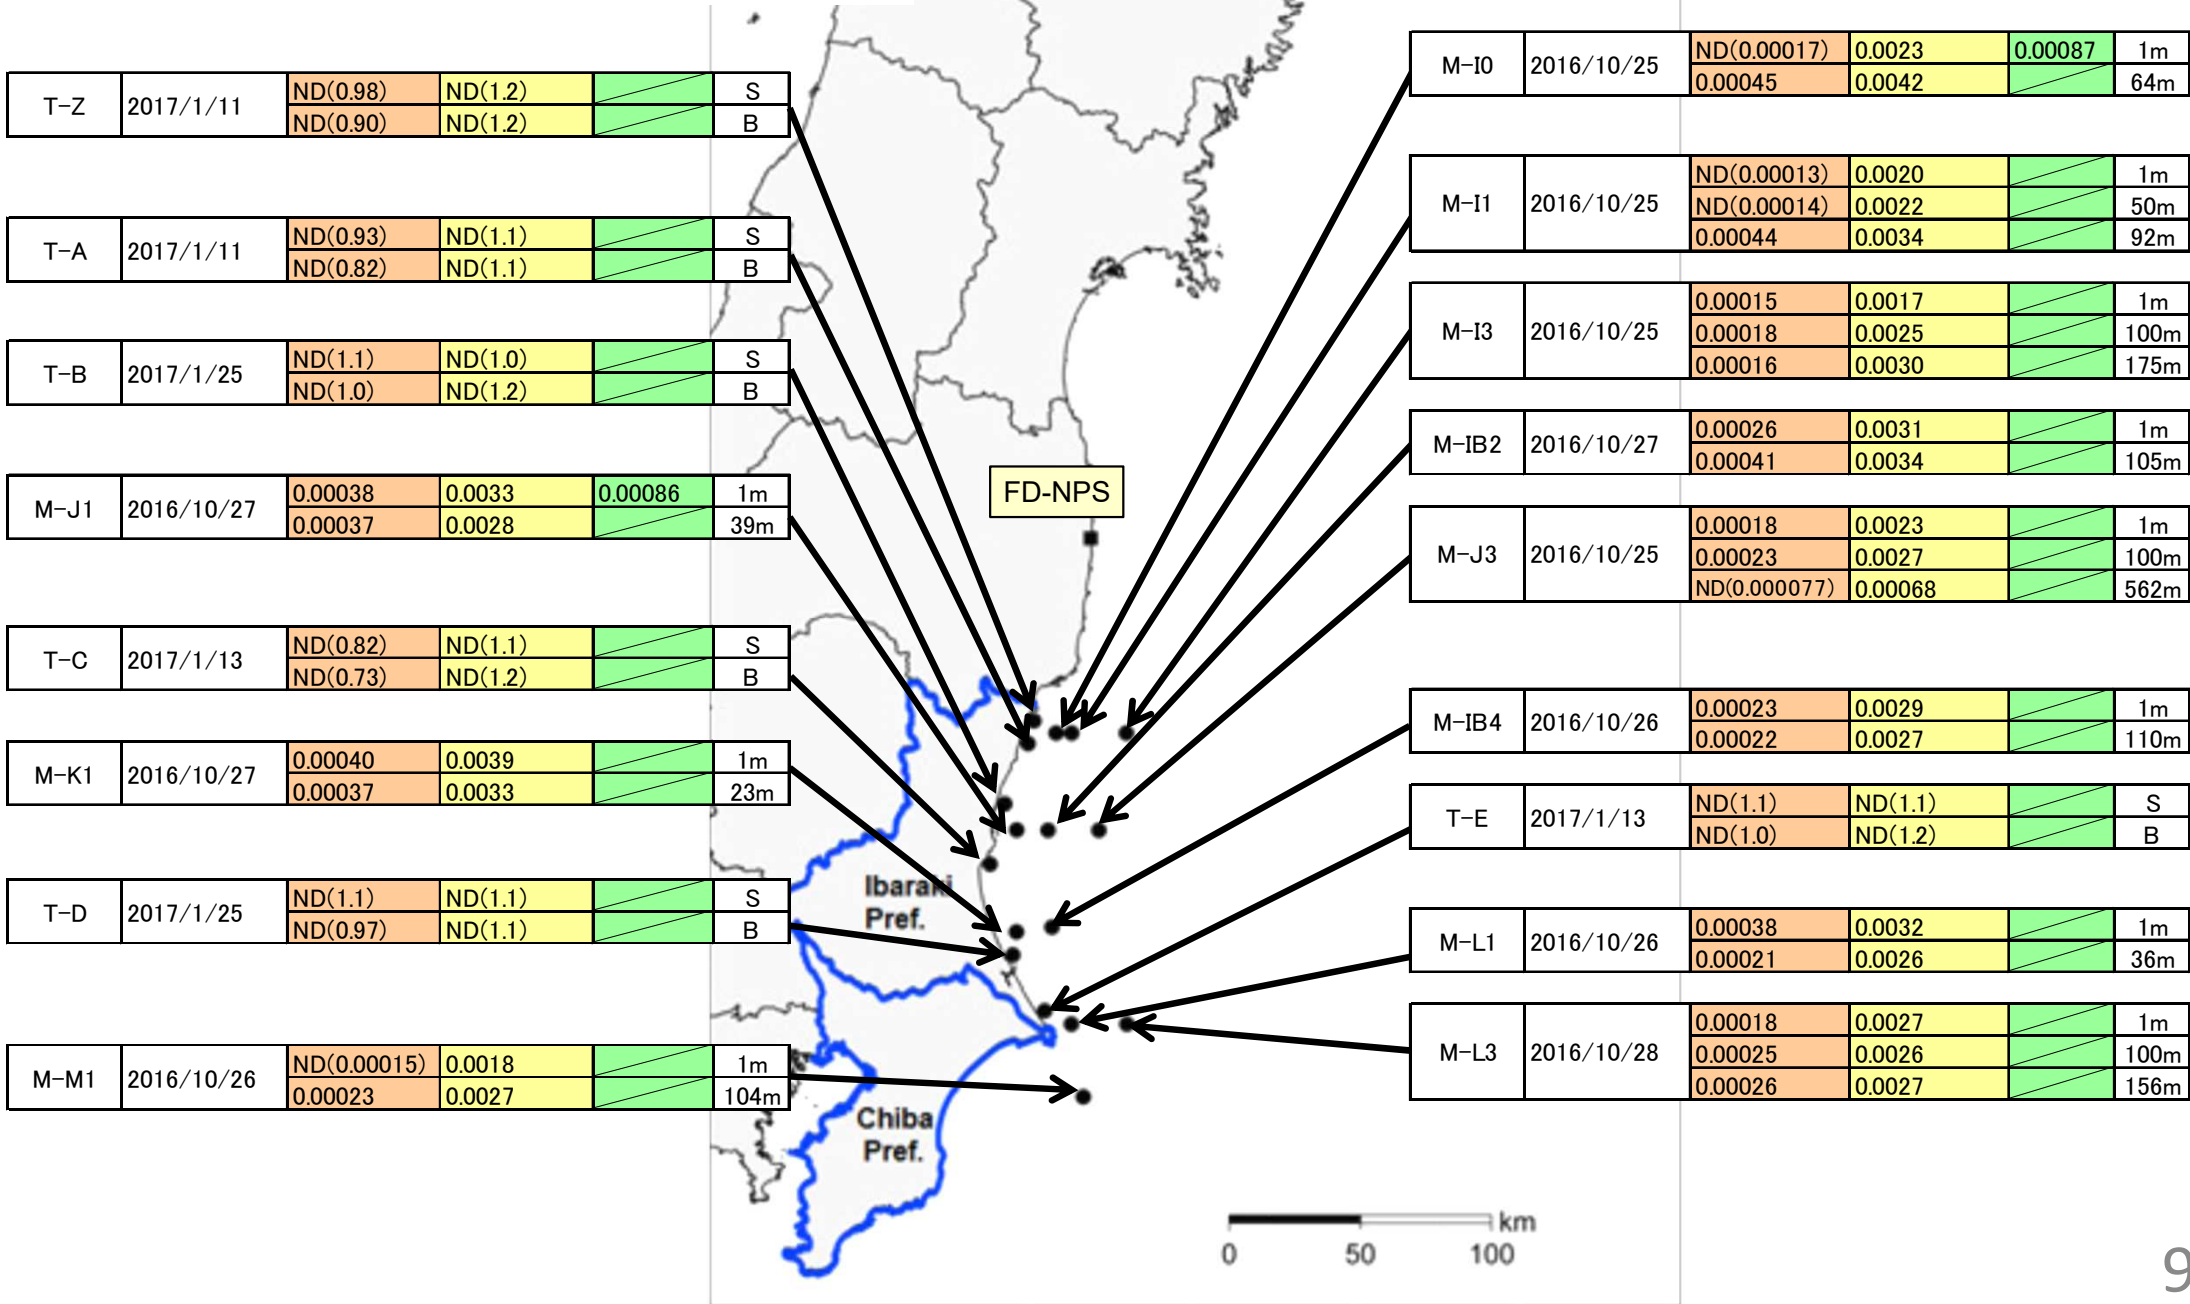 T-Z 2017/1/11 ND(0.98) ND(1.2) S
ND(0.90) ND(1.2) B
T-A 2017/1/11 ND(0.93) ND(1.1) S
ND(0.82) ND(1.1) B
T-B 2017/1/25 ND(1.1) ND(1.0) S
ND(1.0) ND(1.2) B
M-J1 2016/10/27 0.00038 0.0033 0.00086 1m
0.00037 0.0028 39m
T-C 2017/1/13 ND(0.82) ND(1.1) S
ND(0.73) ND(1.2) B
M-K1 2016/10/27 0.00040 0.0039 1m
0.00037 0.0033 23m
T-D 2017/1/25 ND(1.1) ND(1.1) S
ND(0.97) ND(1.1) B
M-M1 2016/10/26 ND(0.00015) 0.0018 1m
0.00023 0.0027 104m
FD-NPS
Ibaraki
Pref.
Chiba
Pref.
km
0 50 100
M-I0 2016/10/25 ND(0.00017) 0.0023 0.00087 1m
0.00045 0.0042 64m
M-I1 2016/10/25 ND(0.00013) 0.0020 1m
ND(0.00014) 0.0022 50m
0.00044 0.0034 92m
M-I3 2016/10/25 0.00015 0.0017 1m
0.00018 0.0025 100m
0.00016 0.0030 175m
M-IB2 2016/10/27 0.00026 0.0031 1m
0.00041 0.0034 105m
M-J3 2016/10/25 0.00018 0.0023 1m
0.00023 0.0027 100m
ND(0.000077) 0.00068 562m
M-IB4 2016/10/26 0.00023 0.0029 1m
0.00022 0.0027 110m
T-E 2017/1/13 ND(1.1) ND(1.1) S
ND(1.0) ND(1.2) B
M-L1 2016/10/26 0.00038 0.0032 1m
0.00021 0.0026 36m
M-L3 2016/10/28 0.00018 0.0027 1m
0.00025 0.0026 100m
0.00026 0.0027 156m
9